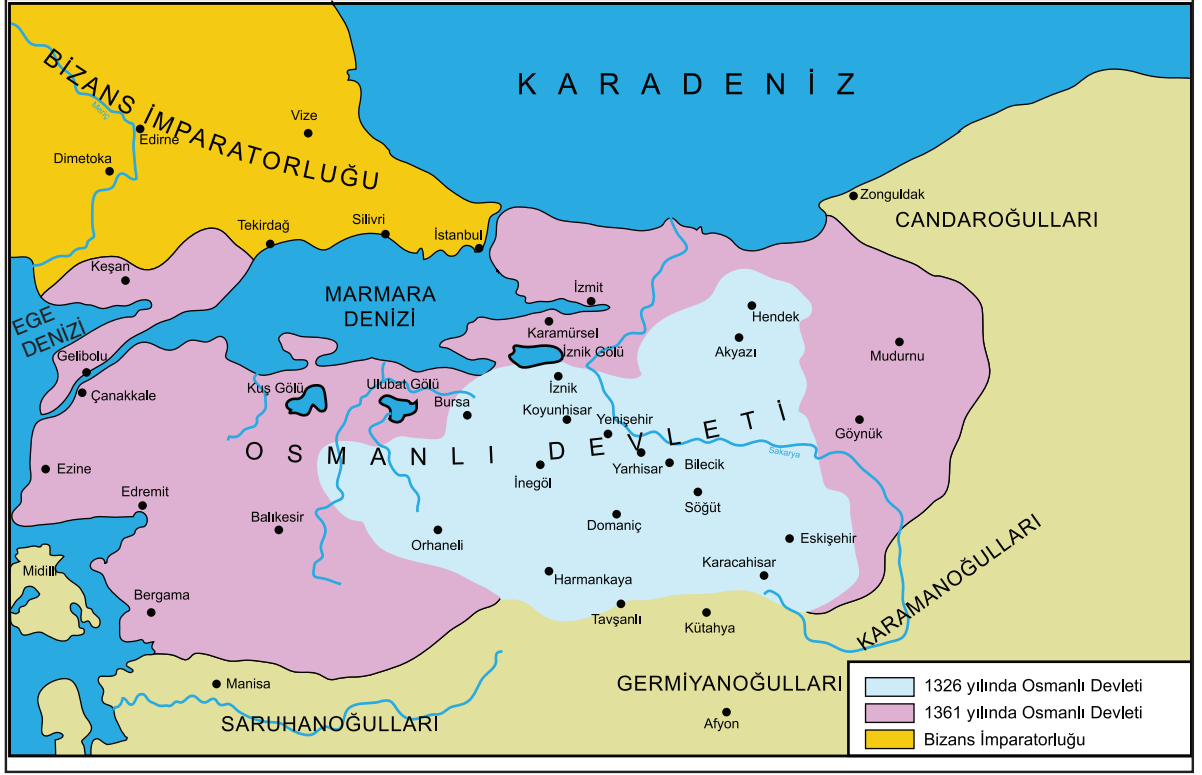 KARADENİZ
BİZANS İMPARATORLUĞU
Meriç
Vize
Edirne
Dimetoka
Zonguldak
CANDAROĞULLARI
Tekirdağ
Silivri
İstanbul
Keşan
İzmit
MARMARA
DENİZİ
EGE
DENİZİ
Karamürsel
Hendek
Akyazı
İznik Gölü
Mudurnu
Gelibolu
Çanakkale
Kuş Gölü
Ulubat Gölü
Bursa
İznik
Koyunhisar
Yenişehir
Göynük
OSMANLI DEVLETİ
Sakarya
Ezine
İnegöl
Yarhisar
Bilecik
Söğüt
Edremit
Balıkesir
Orhaneli
Domaniç
Eskişehir
Midilli
Bergama
Harmankaya
Karacahisar
Tavşanlı
Kütahya
KARAMANOĞULLARI
Manisa
SARUHANOĞULLARI
GERMİYANOĞULLARI
Afyon
1326 yılında Osmanlı Devleti
1361 yılında Osmanlı Devleti
Bizans İmparatorluğu